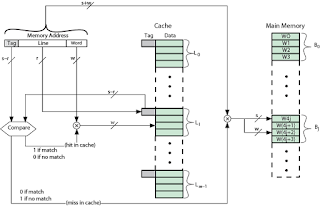 s+w
Cache
Main Memory
Memory Address
Tag Data
Tag Line Word
L0
W0
W1
W2
W3
B0
s–r
r
w
s–r
Li
s
W4j
W(4j+1)
W(4j+2)
W(4j+3)
Bj
w
w
Compare
(hit in cache)
1 if match
0 if no match
Lm–1
0 if match
1 if no match
(miss in cache)